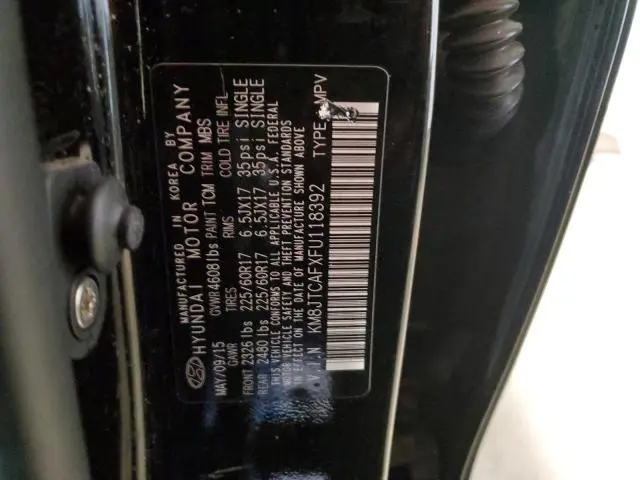 MANUFACTURED IN KOREA BY
HYUNDAI MOTOR COMPANY
MAY/09/15 GVWR 4608lbs PAINT TCM TRIM MBS
GAWR TIRES RIMS COLD TIRE INFL
FRONT 2326 lbs 225/60R17 6.5JX17 35psi SINGLE
REAR 2480 lbs 225/60R17 6.5JX17 35psi SINGLE
THIS VEHICLE CONFORMS TO ALL APPLICABLE U.S.A. FEDERAL
MOTOR VEHICLE SAFETY AND THEFT PREVENTION STANDARDS
IN EFFECT ON THE DATE OF MANUFACTURE SHOWN ABOVE
V.I.N KM8JTCAFXFU118392 TYPE MPV